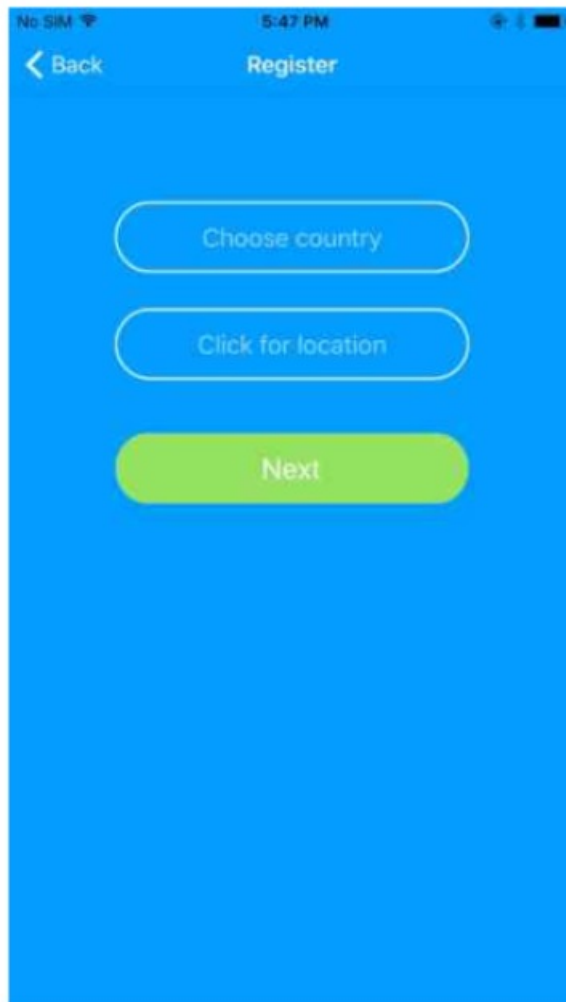 No SIM 5:47 PM
Back Register
Choose country
Click for location
Next